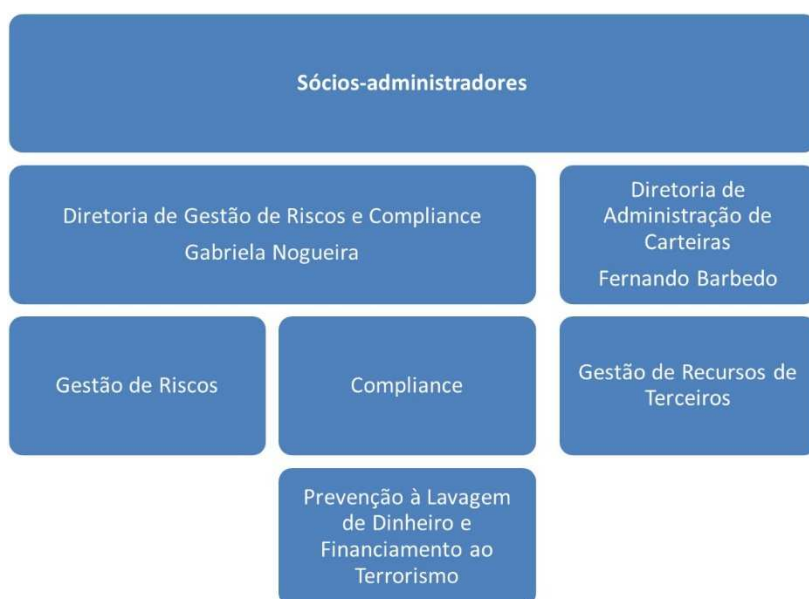 Sócios-administradores
Diretoria de Gestão de Riscos e Compliance
Gabriela Nogueira
Diretoria de
Administração de
Carteiras
Fernando Barbedo
Gestão de Riscos
Compliance
Gestão de Recursos de
Terceiros
Prevenção à Lavagem
de Dinheiro e
Financiamento ao
Terrorismo